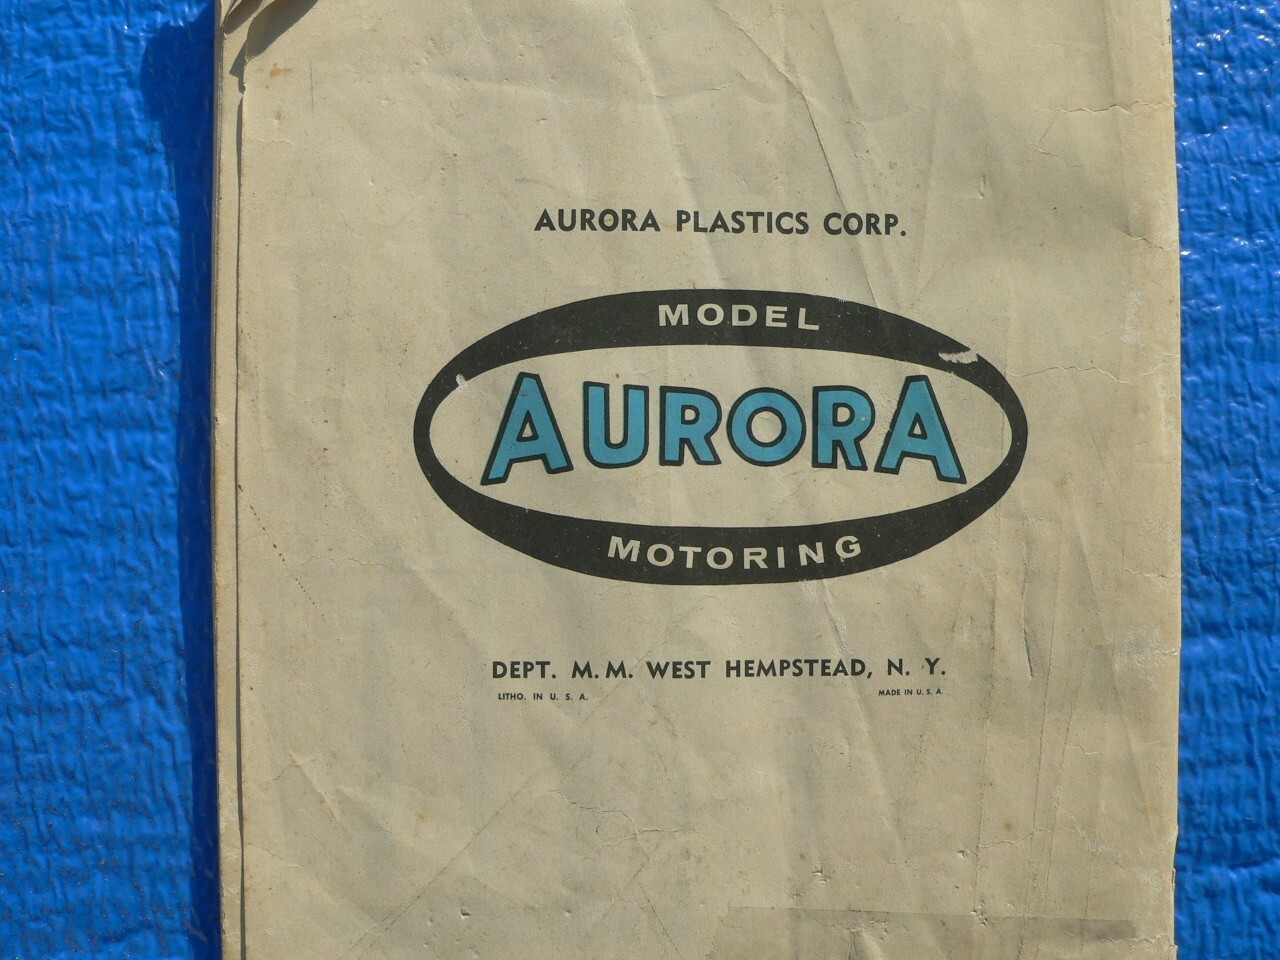 AURORA PLASTICS CORP.
MODEL
AURORA
MOTORING
DEPT. M. M. WEST HEMPSTEAD, N. Y.
LITHO. IN U. S. A.
MADE IN U. S. A.